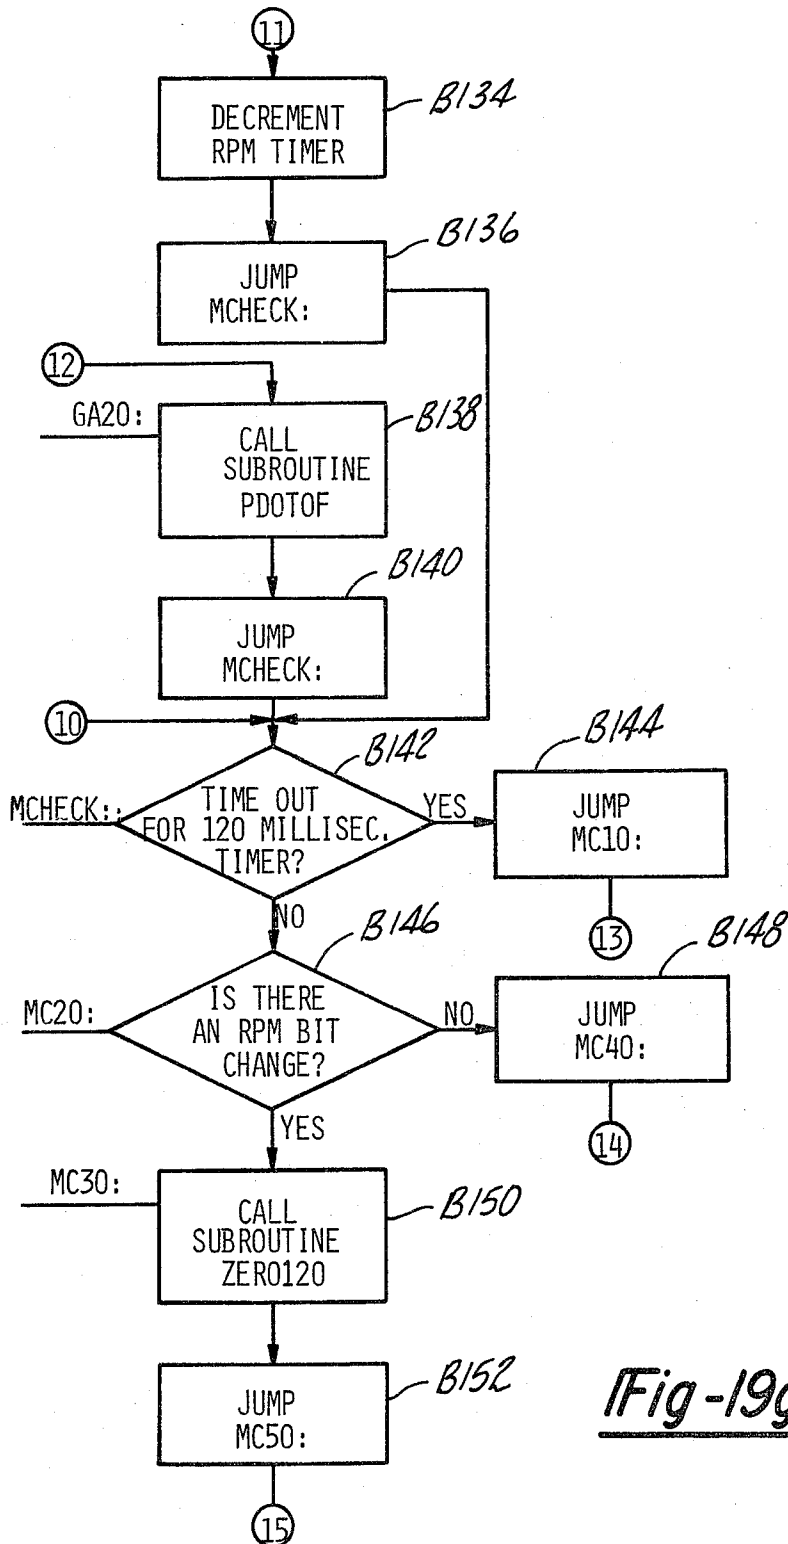 11
B134
DECREMENT
RPM TIMER
B136
JUMP
MCHECK:
12
GA20:
B138
CALL
SUBROUTINE
PDOTOF
B140
JUMP
MCHECK:
10
B142
MCHECK:
TIME OUT
FOR 120 MILLISEC.
TIMER?
YES
B144
JUMP
MC10:
13
NO
B146
MC20:
IS THERE
AN RPM BIT
CHANGE?
NO
B148
JUMP
MC40:
14
YES
MC30:
B150
CALL
SUBROUTINE
ZERO120
B152
JUMP
MC50:
15
Fig-19g